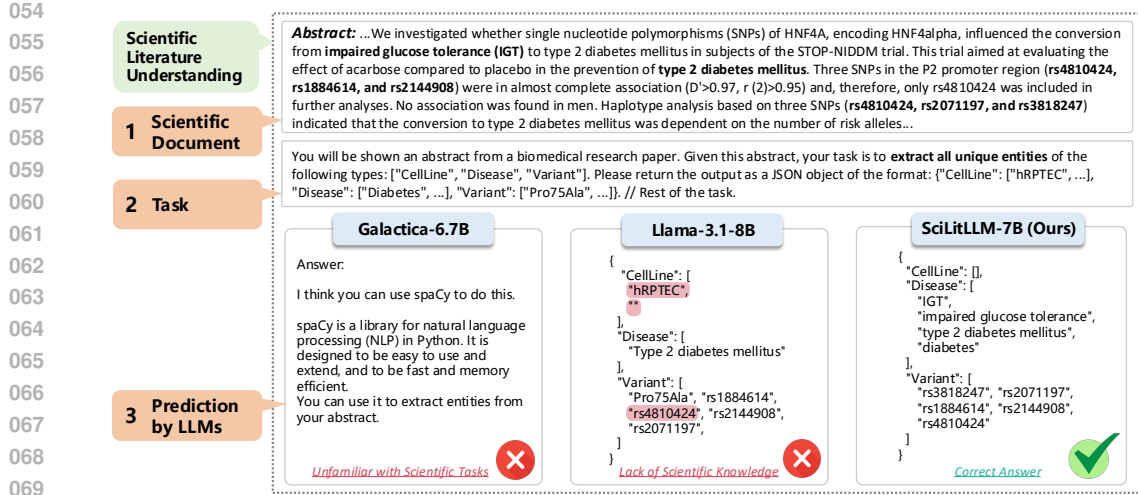 054
055
056
057
058
059
060
061
062
063
064
065
066
067
068
069
Scientific
Literature
Understanding
1 Scientific
Document
2 Task
3 Prediction
by LLMs
Abstract: ...We investigated whether single nucleotide polymorphisms (SNPs) of HNF4A, encoding HNF4alpha, influenced the conversion
from impaired glucose tolerance (IGT) to type 2 diabetes mellitus in subjects of the STOP-NIDDM trial. This trial aimed at evaluating the
effect of acarbose compared to placebo in the prevention of type 2 diabetes mellitus. Three SNPs in the P2 promoter region (rs4810424,
rs1884614, and rs2144908) were in almost complete association (D'>0.97, r (2)>0.95) and, therefore, only rs4810424 was included in
further analyses. No association was found in men. Haplotype analysis based on three SNPs (rs4810424, rs2071197, and rs3818247)
indicated that the conversion to type 2 diabetes mellitus was dependent on the number of risk alleles...
You will be shown an abstract from a biomedical research paper. Given this abstract, your task is to extract all unique entities of the
following types: ["CellLine", "Disease", "Variant"]. Please return the output as a JSON object of the format: {"CellLine": ["hRPTEC", ...],
"Disease": ["Diabetes", ...], "Variant": ["Pro75Ala", ...]}. // Rest of the task.
Galactica-6.7B
Answer:
I think you can use spaCy to do this.
spaCy is a library for natural language
processing (NLP) in Python. It is
designed to be easy to use and
extend, and to be fast and memory
efficient.
You can use it to extract entities from
your abstract.
Unfamiliar with Scientific Tasks
Llama-3.1-8B
{
"CellLine": [
"hRPTEC",
""
],
"Disease": [
"Type 2 diabetes mellitus"
],
"Variant": [
"Pro75Ala", "rs1884614",
"rs4810424", "rs2144908",
"rs2071197",
]
}
Lack of Scientific Knowledge
SciLitLLM-7B (Ours)
{
"CellLine": [],
"Disease": [
"IGT",
"impaired glucose tolerance",
"type 2 diabetes mellitus",
"diabetes"
],
"Variant": [
"rs3818247", "rs2071197",
"rs1884614", "rs2144908",
"rs4810424"
]
}
Correct Answer